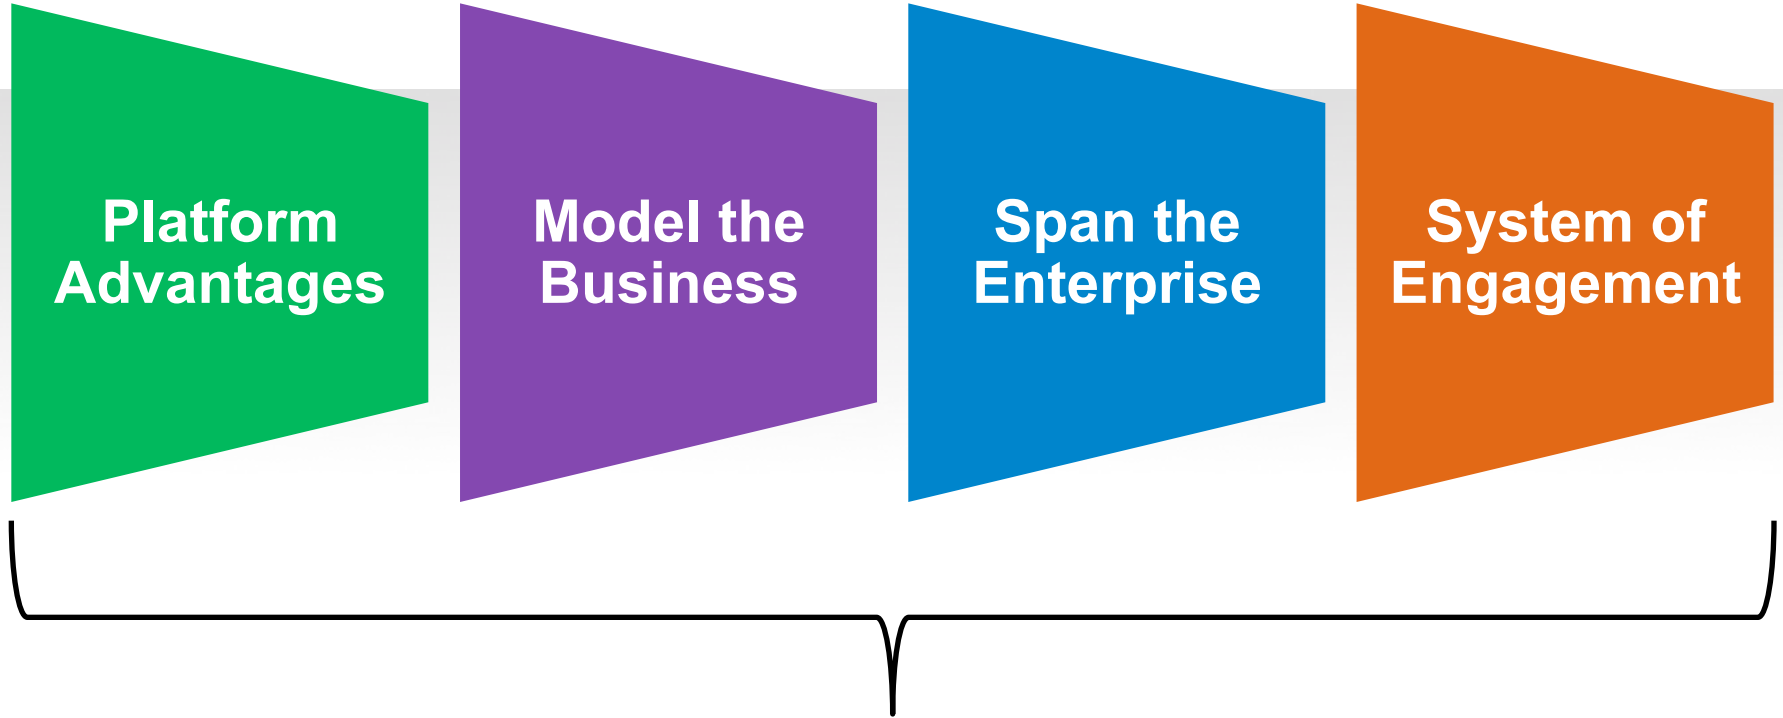 Platform
Advantages
Model the
Business
Span the
Enterprise
System of
Engagement